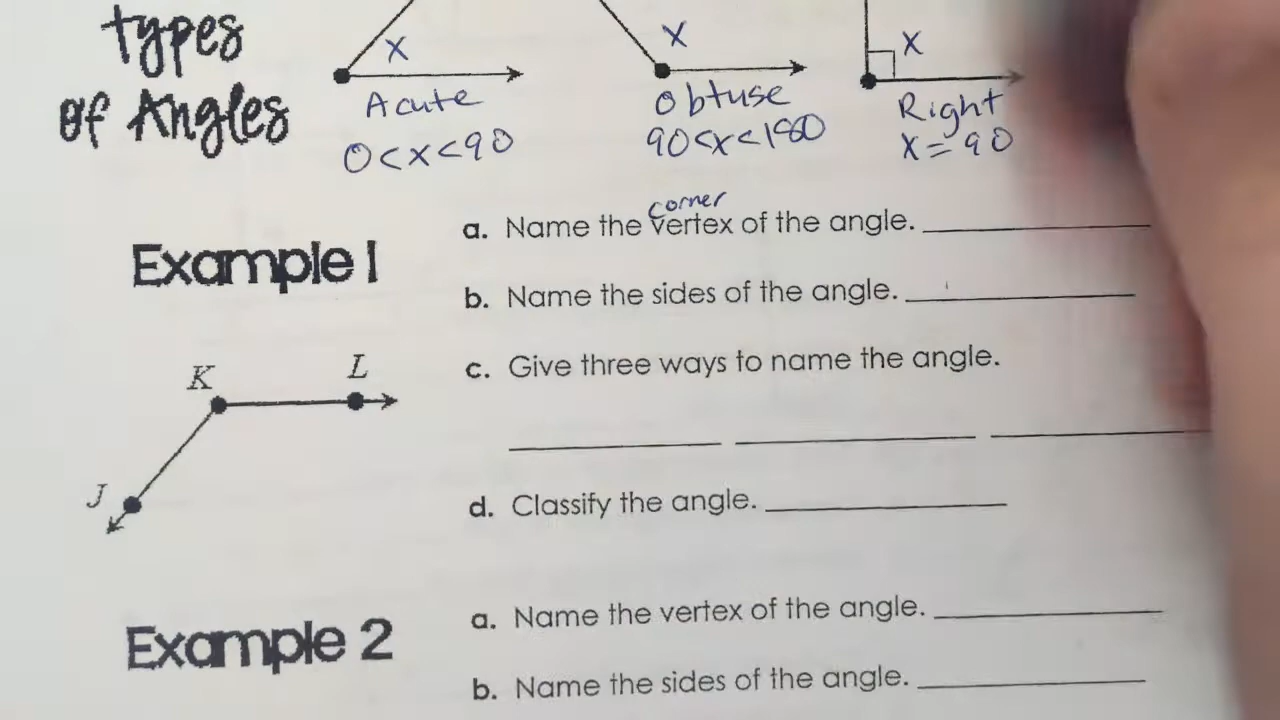 types
of Angles
x
Acute
0<x<90
x
Obtuse
90<x<180
x
Right
x=90
Example 1
corner
a. Name the vertex of the angle.
b. Name the sides of the angle.
c. Give three ways to name the angle.
d. Classify the angle.
K
L
J
Example 2
a. Name the vertex of the angle.
b. Name the sides of the angle.